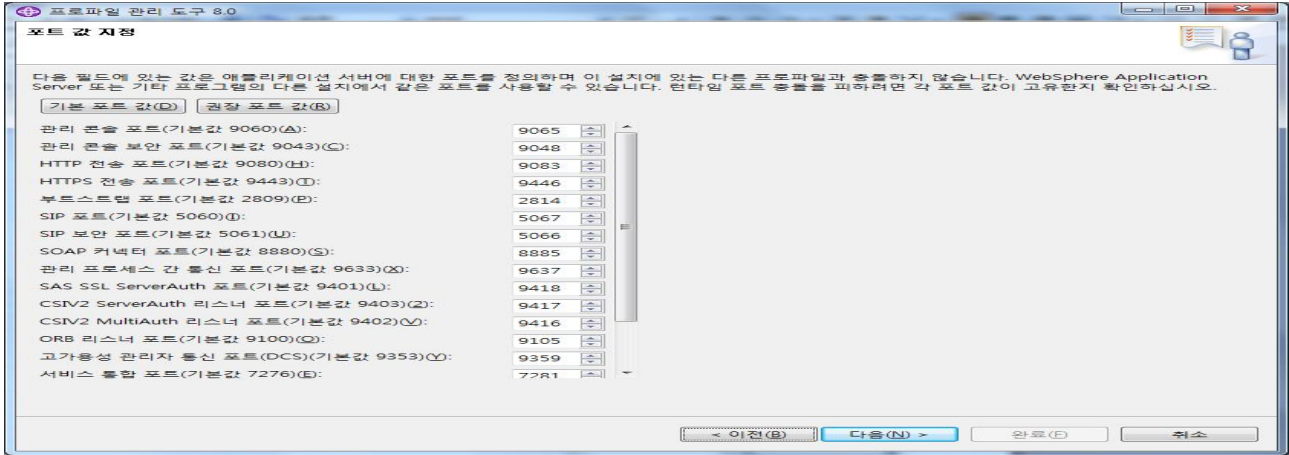 프로파일 관리 도구 8.0
포트 값 지정
다음 필드에 있는 값은 애플리케이션 서버에 대한 포트를 정의하며 이 설치에 있는 다른 프로파일과 충돌하지 않습니다. WebSphere Application
Server 또는 기타 프로그램의 다른 설치에서 같은 포트를 사용할 수 있습니다. 런타임 포트 충돌을 피하려면 각 포트 값이 고유한지 확인하십시오.
기본 포트 값(D) 권장 포트 값(R)
관리 콘솔 포트(기본값 9060)(A): 9065
관리 콘솔 보안 포트(기본값 9043)(C): 9048
HTTP 전송 포트(기본값 9080)(H): 9083
HTTPS 전송 포트(기본값 9443)(T): 9446
부트스트랩 포트(기본값 2809)(P): 2814
SIP 포트(기본값 5060)(I): 5067
SIP 보안 포트(기본값 5061)(U): 5066
SOAP 커넥터 포트(기본값 8880)(S): 8885
관리 프로세스 간 통신 포트(기본값 9633)(X): 9637
SAS SSL ServerAuth 포트(기본값 9401)(L): 9418
CSIV2 ServerAuth 리스너 포트(기본값 9403)(2): 9417
CSIV2 MultiAuth 리스너 포트(기본값 9402)(V): 9416
ORB 리스너 포트(기본값 9100)(O): 9105
고가용성 관리자 통신 포트(DCS)(기본값 9353)(Y): 9359
서비스 통합 포트(기본값 7276)(E): 7281
< 이전(B) 다음(N) > 완료(F) 취소